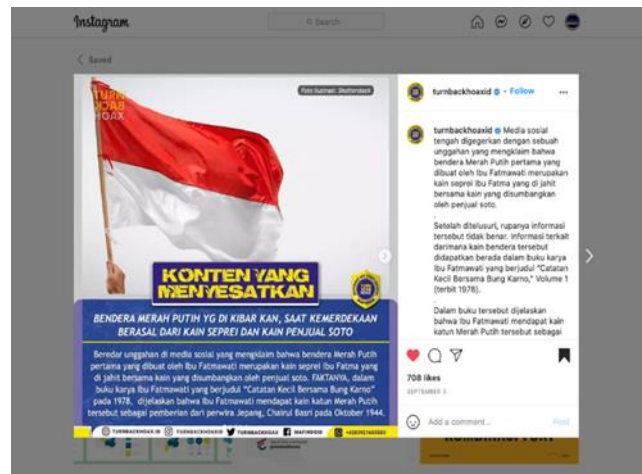 Instagram
Search
Saved
TURN
BACK
HOAX
Foto Ilustrasi: Shutterstock
KONTEN YANG
MENYESATKAN
BENDERA MERAH PUTIH YG DI KIBAR KAN, SAAT KEMERDEKAAN
BERASAL DARI KAIN SEPREI DAN KAIN PENJUAL SOTO
Beredar unggahan di media sosial yang mengklaim bahwa bendera Merah Putih
pertama yang dibuat oleh Ibu Fatmawati merupakan kain seprei Ibu Fatma yang
di jahit bersama kain yang disumbangkan oleh penjual soto. FAKTANYA, dalam
buku karya Ibu Fatmawati yang berjudul "Catatan Kecil Bersama Bung Karno"
pada 1978, dijelaskan bahwa Ibu Fatmawati mendapat kain katun Merah Putih
tersebut sebagai pemberian dari perwira Jepang, Chairul Basri pada Oktober 1944.
TURNBACKHOAX.ID TURNBACKHOAXID TURNBACKHOAX MAFINDOID
turnbackhoaxid • Follow
turnbackhoaxid Media sosial
tengah digegerkan dengan sebuah
unggahan yang mengklaim bahwa
bendera Merah Putih pertama yang
dibuat oleh Ibu Fatmawati merupakan
kain seprei Ibu Fatma yang di jahit
bersama kain yang disumbangkan
oleh penjual soto.
.
Setelah ditelusuri, rupanya informasi
tersebut tidak benar. Informasi terkait
darimana kain bendera tersebut
didapatkan berada dalam buku karya
Ibu Fatmawati yang berjudul "Catatan
Kecil Bersama Bung Karno," Volume 1
(terbit 1978).
.
Dalam buku tersebut dijelaskan
bahwa Ibu Fatmawati mendapat kain
katun Merah Putih tersebut sebagai
708 likes
SEPTEMBER 3
Add a comment...
Post